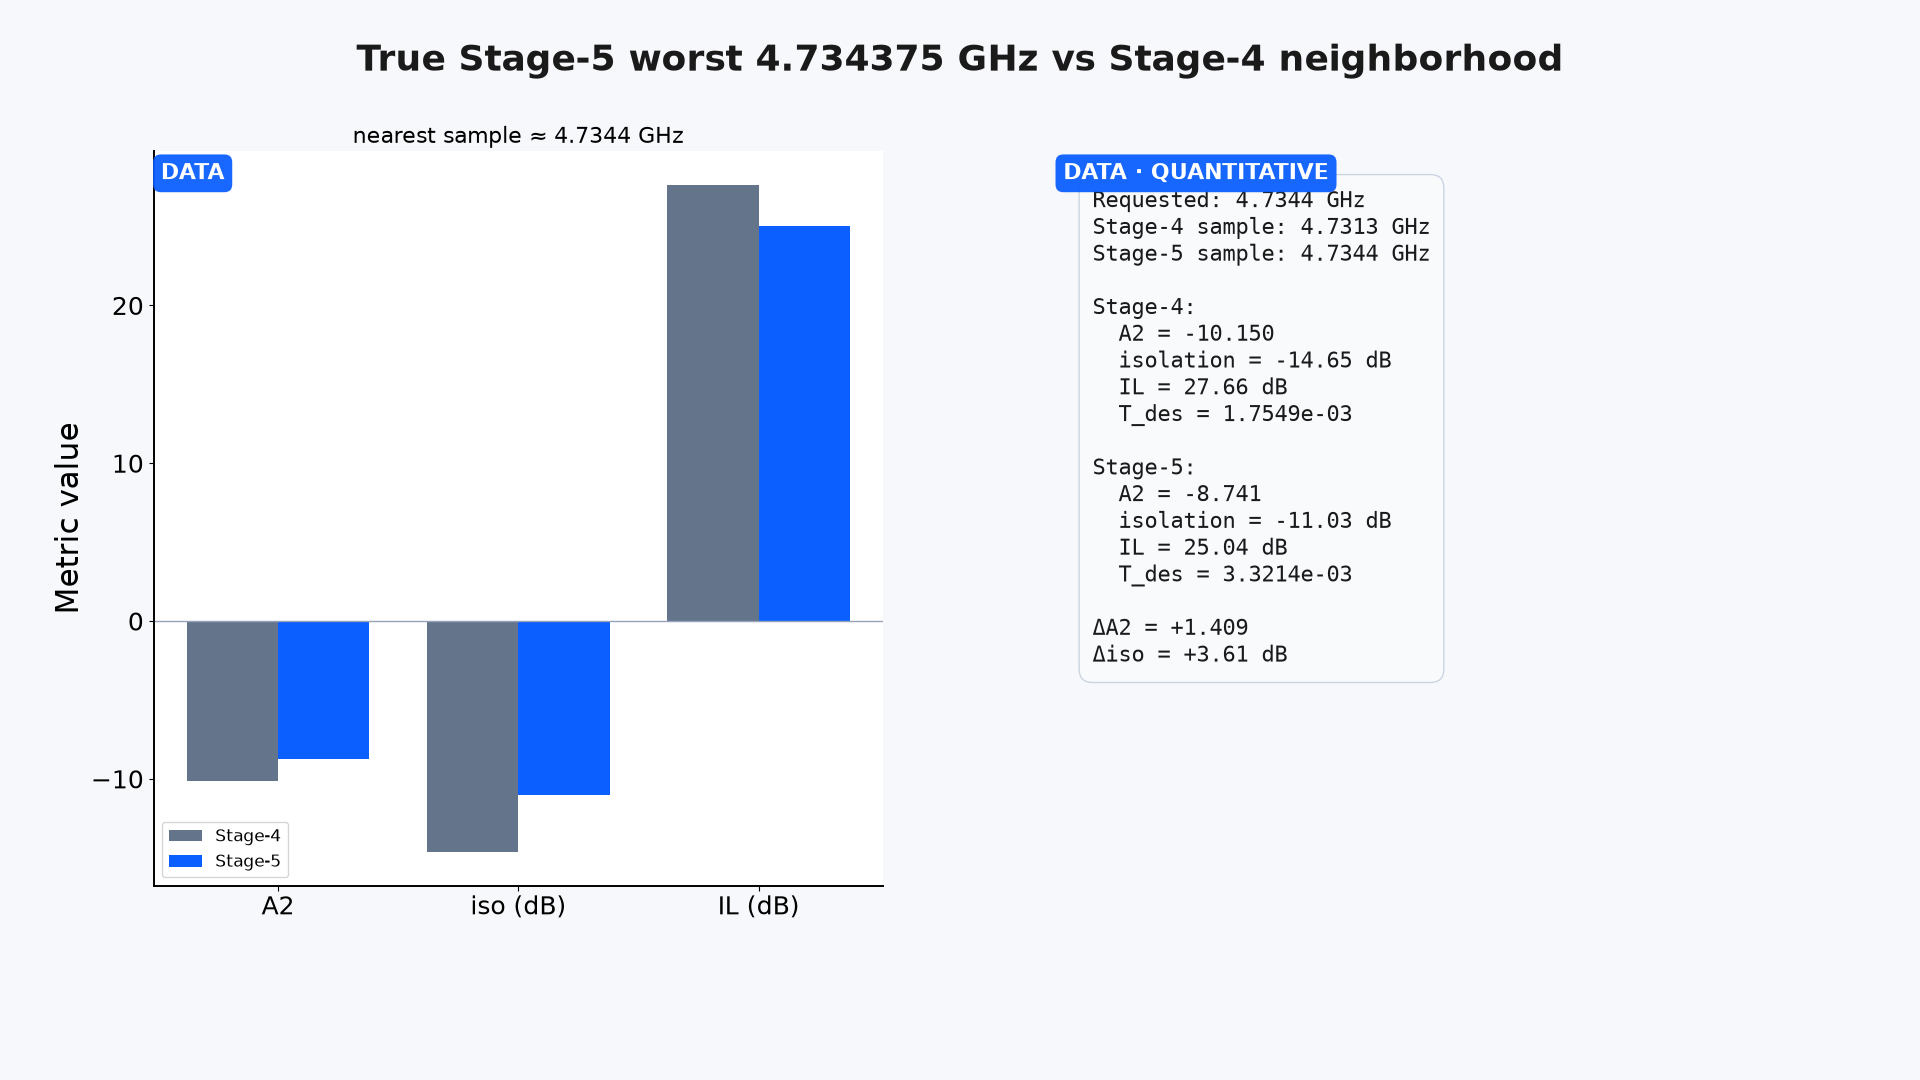 True Stage-5 worst 4.734375 GHz vs Stage-4 neighborhood
nearest sample ≈ 4.7344 GHz
DATA
Metric value
20
10
0
−10
Stage-4
Stage-5
A2
iso (dB)
IL (dB)
DATA · QUANTITATIVE
Requested: 4.7344 GHz
Stage-4 sample: 4.7313 GHz
Stage-5 sample: 4.7344 GHz
Stage-4:
A2 = -10.150
isolation = -14.65 dB
IL = 27.66 dB
T_des = 1.7549e-03
Stage-5:
A2 = -8.741
isolation = -11.03 dB
IL = 25.04 dB
T_des = 3.3214e-03
ΔA2 = +1.409
Δiso = +3.61 dB